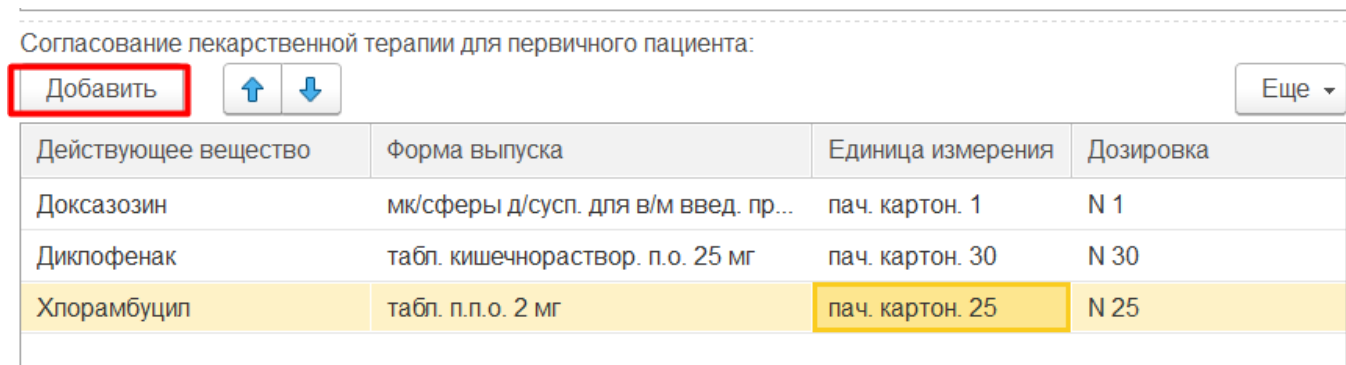 Согласование лекарственной терапии для первичного пациента:
Добавить Еще
Действующее вещество Форма выпуска Единица измерения Дозировка
Доксазозин мк/сферы д/сусп. для в/м введ. пр... пач. картон. 1 N 1
Диклофенак табл. кишечнораствор. п.о. 25 мг пач. картон. 30 N 30
Хлорамбуцил табл. п.п.о. 2 мг пач. картон. 25 N 25